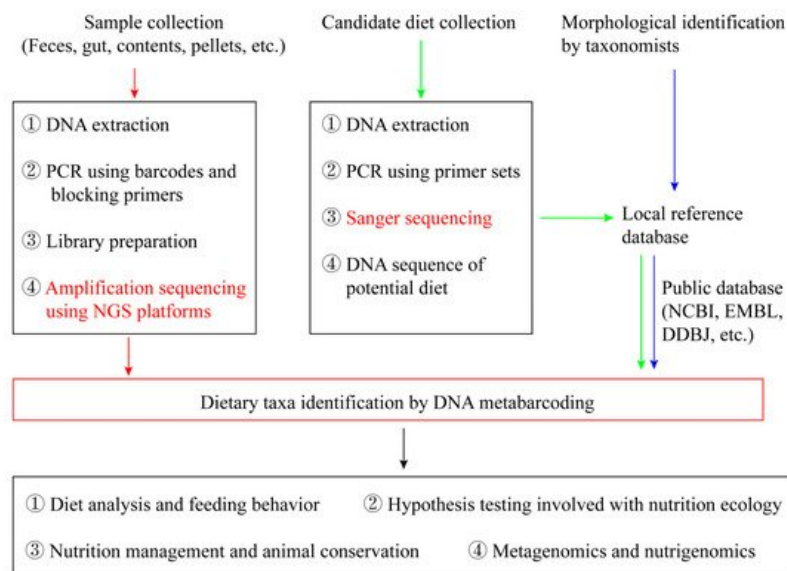 Sample collection
(Feces, gut, contents, pellets, etc.)
Candidate diet collection
Morphological identification
by taxonomists
① DNA extraction
② PCR using barcodes and
blocking primers
③ Library preparation
④ Amplification sequencing
using NGS platforms
① DNA extraction
② PCR using primer sets
③ Sanger sequencing
④ DNA sequence of
potential diet
Local reference
database
Public database
(NCBI, EMBL,
DDBJ, etc.)
Dietary taxa identification by DNA metabarcoding
① Diet analysis and feeding behavior
② Hypothesis testing involved with nutrition ecology
③ Nutrition management and animal conservation
④ Metagenomics and nutrigenomics